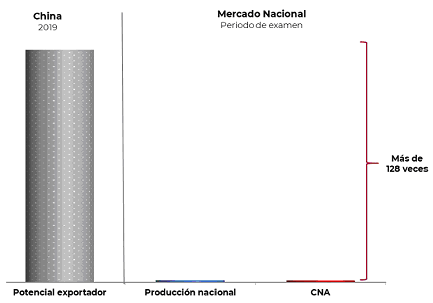 China
2019
Mercado Nacional
Periodo de examen
Más de
128 veces
Potencial exportador
Producción nacional
CNA